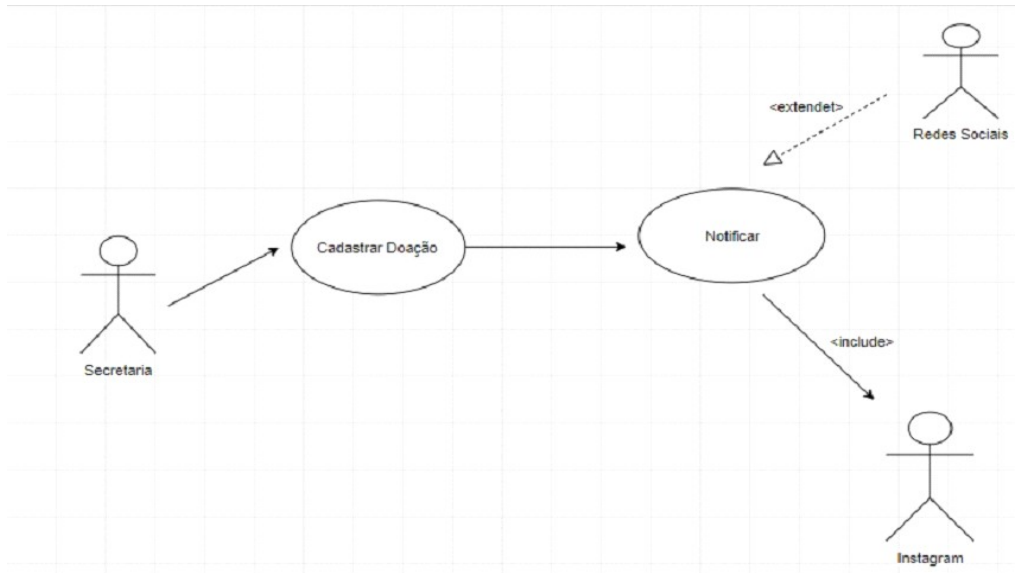 <extendet>
Redes Sociais
Cadastrar Doação
Notificar
Secretaria
<include>
Instagram